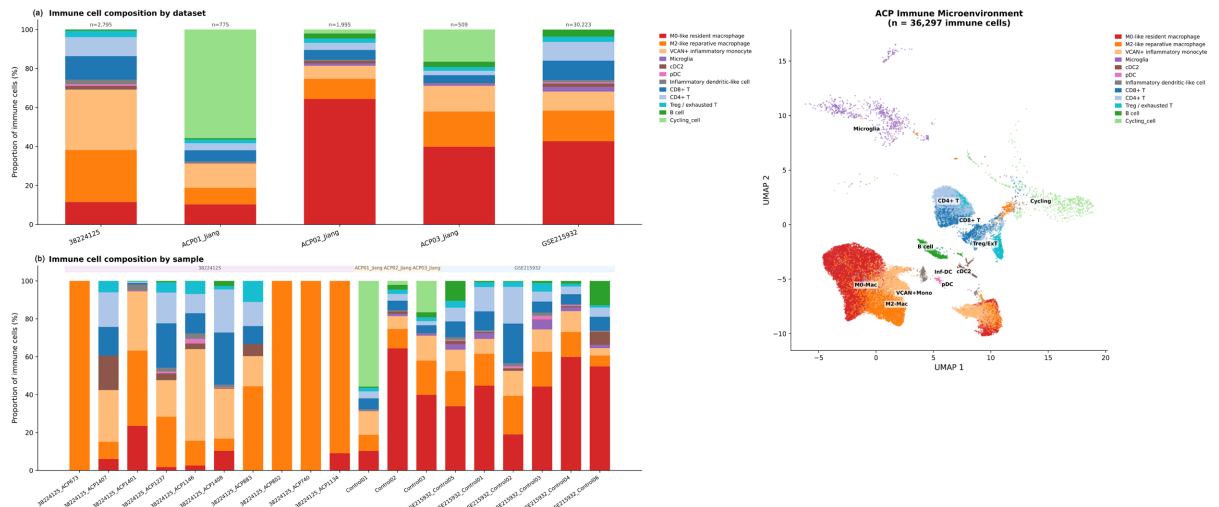 (a) Immune cell composition by dataset
n=2,795
n=775
n=1,995
n=509
n=30,223
Proportion of immune cells (%)
100
80
60
40
20
0
38224125
ACP01_Jiang
ACP02_Jiang
ACP03_Jiang
GSE215932
M0-like resident macrophage
M2-like reparative macrophage
VCAN+ inflammatory monocyte
Microglia
cDC2
pDC
Inflammatory dendritic-like cell
CD8+ T
CD4+ T
Treg / exhausted T
B cell
Cycling_cell
(b) Immune cell composition by sample
38224125
ACP01_Jiang ACP02_Jiang ACP03_Jiang
GSE215932
Proportion of immune cells (%)
100
80
60
40
20
0
38224125_ACP673
38224125_ACP1407
38224125_ACP1401
38224125_ACP1237
38224125_ACP1146
38224125_ACP1408
38224125_ACP883
38224125_ACP802
38224125_ACP740
38224125_ACP1134
Control01
Control02
Control03
GSE215932_Control05
GSE215932_Control01
GSE215932_Control02
GSE215932_Control03
GSE215932_Control04
GSE215932_Control06
ACP Immune Microenvironment
(n = 36,297 immune cells)
UMAP 2
15
10
5
0
−5
−10
−5
0
5
10
15
20
UMAP 1
Microglia
CD4+ T
Cycling
CD8+ T
Treg/ExT
B cell
M0-Mac
Inf-DC
cDC2
pDC
VCAN+Mono
M2-Mac
M0-like resident macrophage
M2-like reparative macrophage
VCAN+ inflammatory monocyte
Microglia
cDC2
pDC
Inflammatory dendritic-like cell
CD8+ T
CD4+ T
Treg / exhausted T
B cell
Cycling_cell